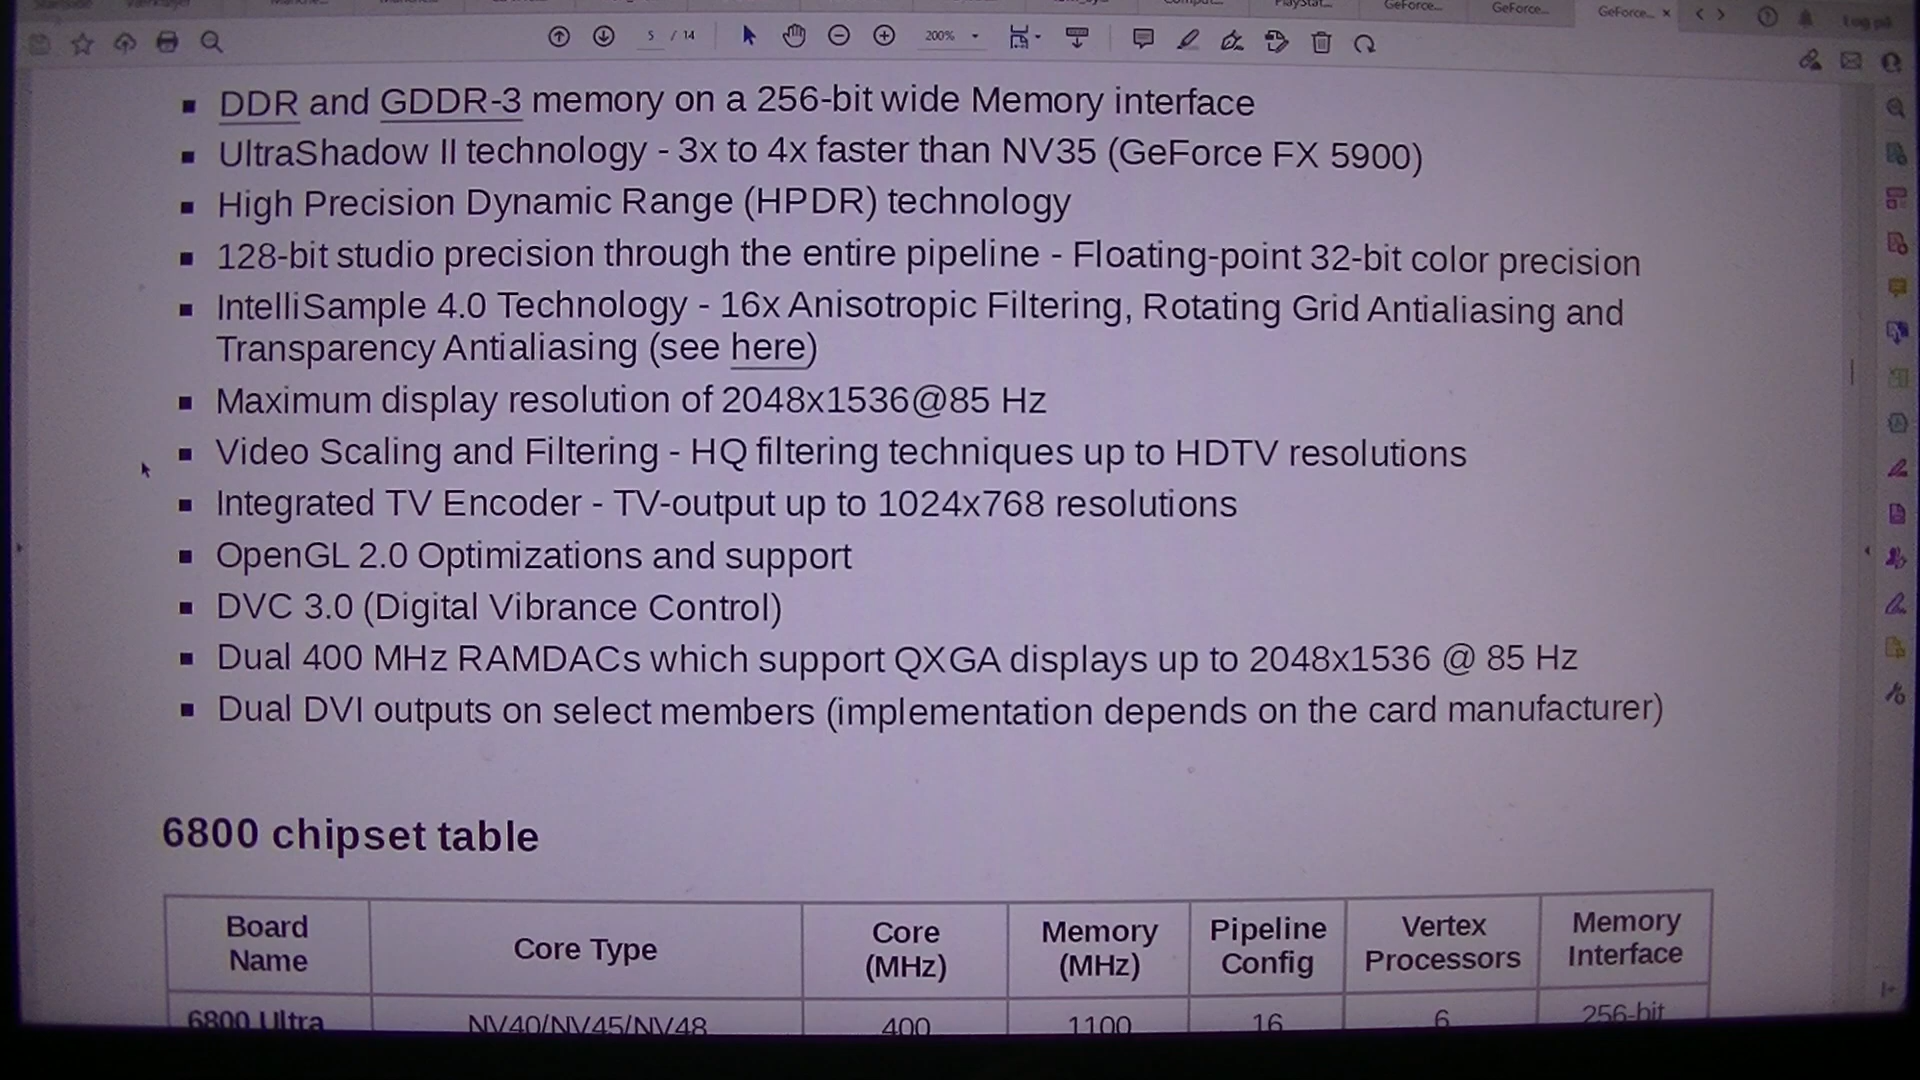 GeForce...
GeForce...
GeForce...
5 / 14
200%
DDR and GDDR-3 memory on a 256-bit wide Memory interface
UltraShadow II technology - 3x to 4x faster than NV35 (GeForce FX 5900)
High Precision Dynamic Range (HPDR) technology
128-bit studio precision through the entire pipeline - Floating-point 32-bit color precision
IntelliSample 4.0 Technology - 16x Anisotropic Filtering, Rotating Grid Antialiasing and
Transparency Antialiasing (see here)
Maximum display resolution of 2048x1536@85 Hz
Video Scaling and Filtering - HQ filtering techniques up to HDTV resolutions
Integrated TV Encoder - TV-output up to 1024x768 resolutions
OpenGL 2.0 Optimizations and support
DVC 3.0 (Digital Vibrance Control)
Dual 400 MHz RAMDACs which support QXGA displays up to 2048x1536 @ 85 Hz
Dual DVI outputs on select members (implementation depends on the card manufacturer)
6800 chipset table
Board Name
Core Type
Core (MHz)
Memory (MHz)
Pipeline Config
Vertex Processors
Memory Interface
6800 Ultra
NV40/NV45/NV48
400
1100
16
6
256-bit